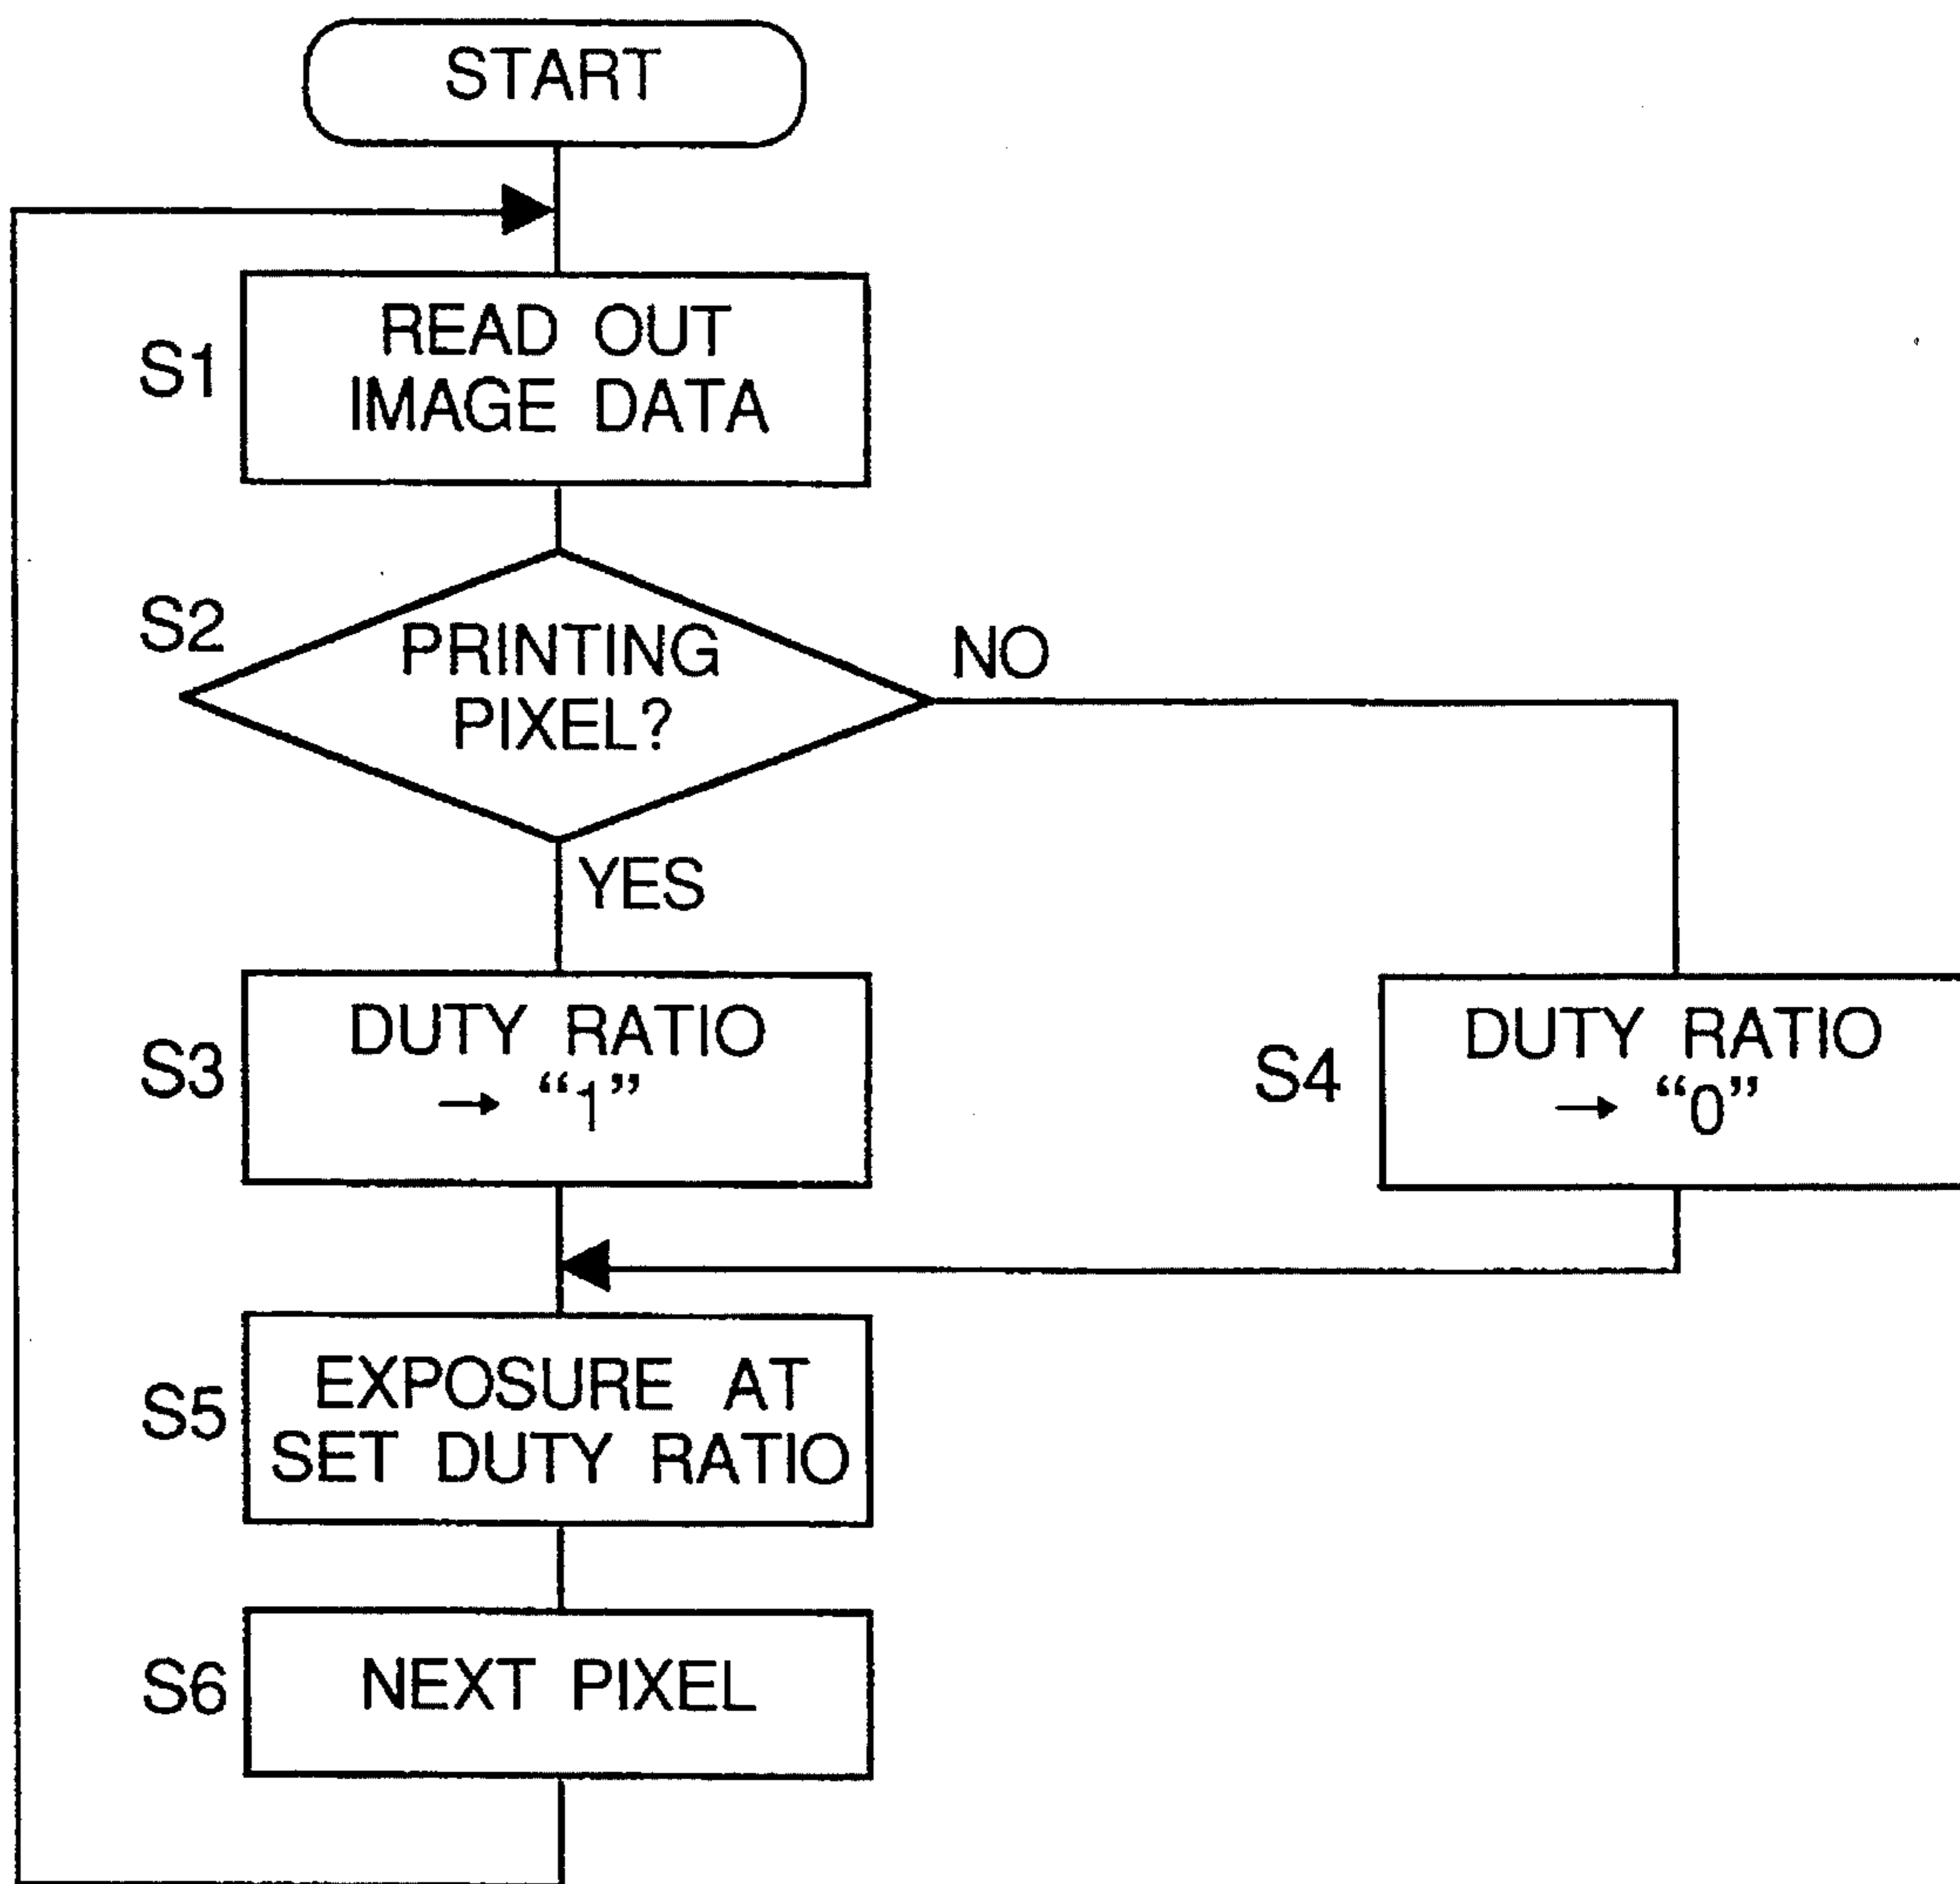 START
S1
READ OUT
IMAGE DATA
S2
PRINTING
PIXEL?
NO
YES
S3
DUTY RATIO
→ “1”
S4
DUTY RATIO
→ “0”
S5
EXPOSURE AT
SET DUTY RATIO
S6
NEXT PIXEL